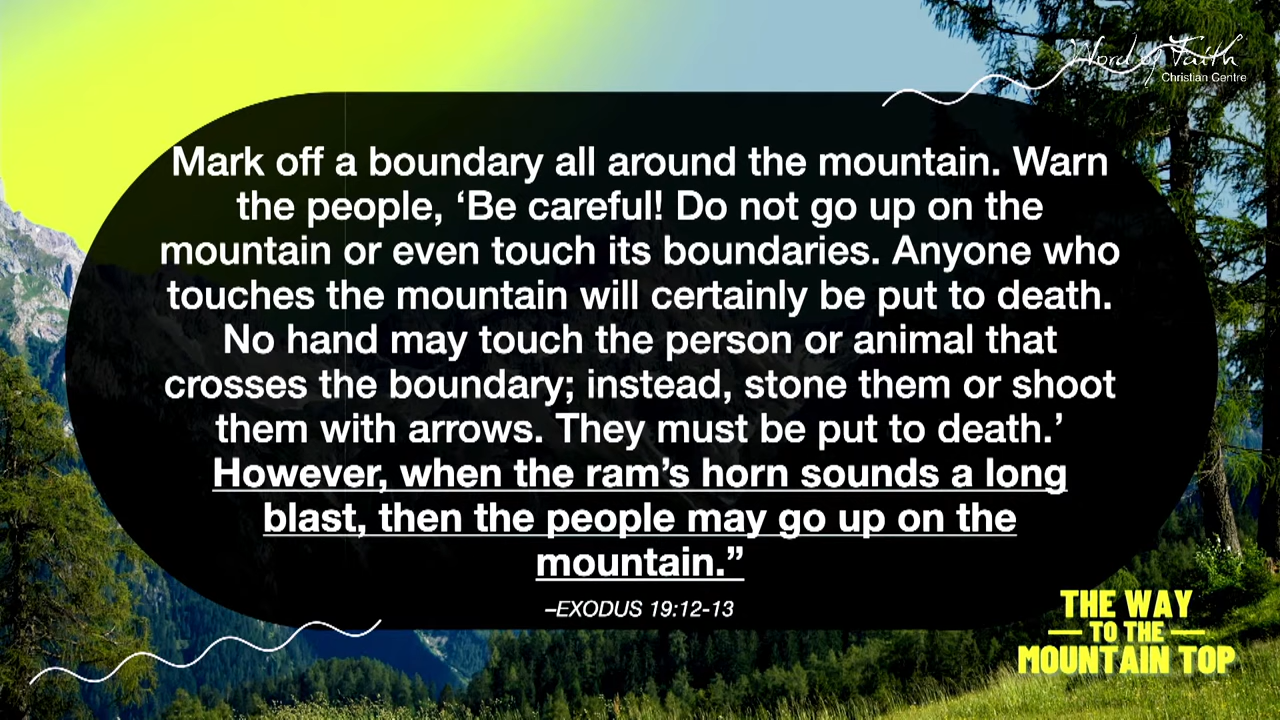 Word of Faith
Christian Centre
Mark off a boundary all around the mountain. Warn
the people, ‘Be careful! Do not go up on the
mountain or even touch its boundaries. Anyone who
touches the mountain will certainly be put to death.
No hand may touch the person or animal that
crosses the boundary; instead, stone them or shoot
them with arrows. They must be put to death.’
However, when the ram’s horn sounds a long
blast, then the people may go up on the
mountain.”
–EXODUS 19:12-13
THE WAY
TO THE
MOUNTAIN TOP